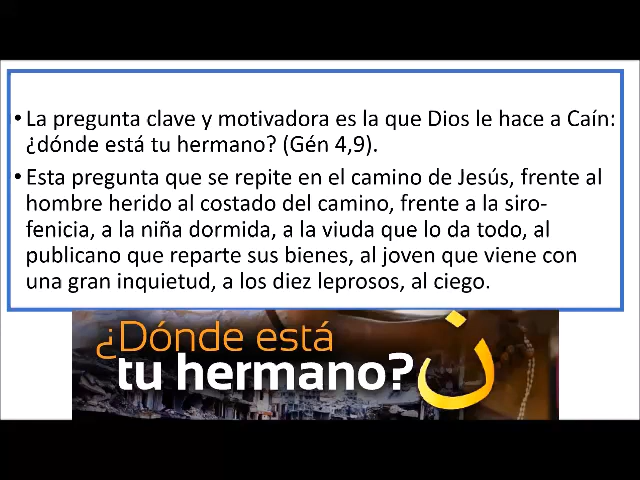 • La pregunta clave y motivadora es la que Dios le hace a Caín:
¿dónde está tu hermano? (Gén 4,9).
• Esta pregunta que se repite en el camino de Jesús, frente al
hombre herido al costado del camino, frente a la siro-
fenicia, a la niña dormida, a la viuda que lo da todo, al
publicano que reparte sus bienes, al joven que viene con
una gran inquietud, a los diez leprosos, al ciego.
¿Dónde está
tu hermano? ن